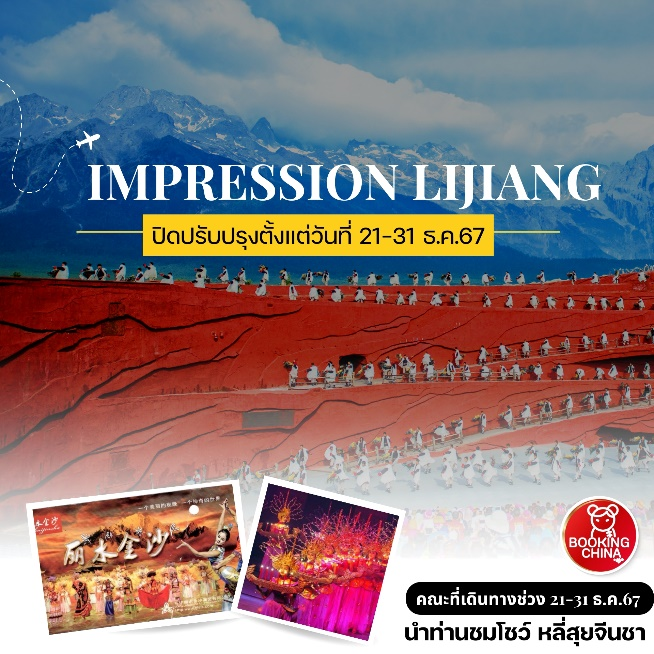 IMPRESSION LIJIANG
ปิดปรับปรุงตั้งแต่วันที่ 21-31 ธ.ค.67
丽水金沙
BOOKING
CHINA
คณะที่เดินทางช่วง 21-31 ธ.ค.67
นำท่านชมโชว์ หลี่สุยจีนซา